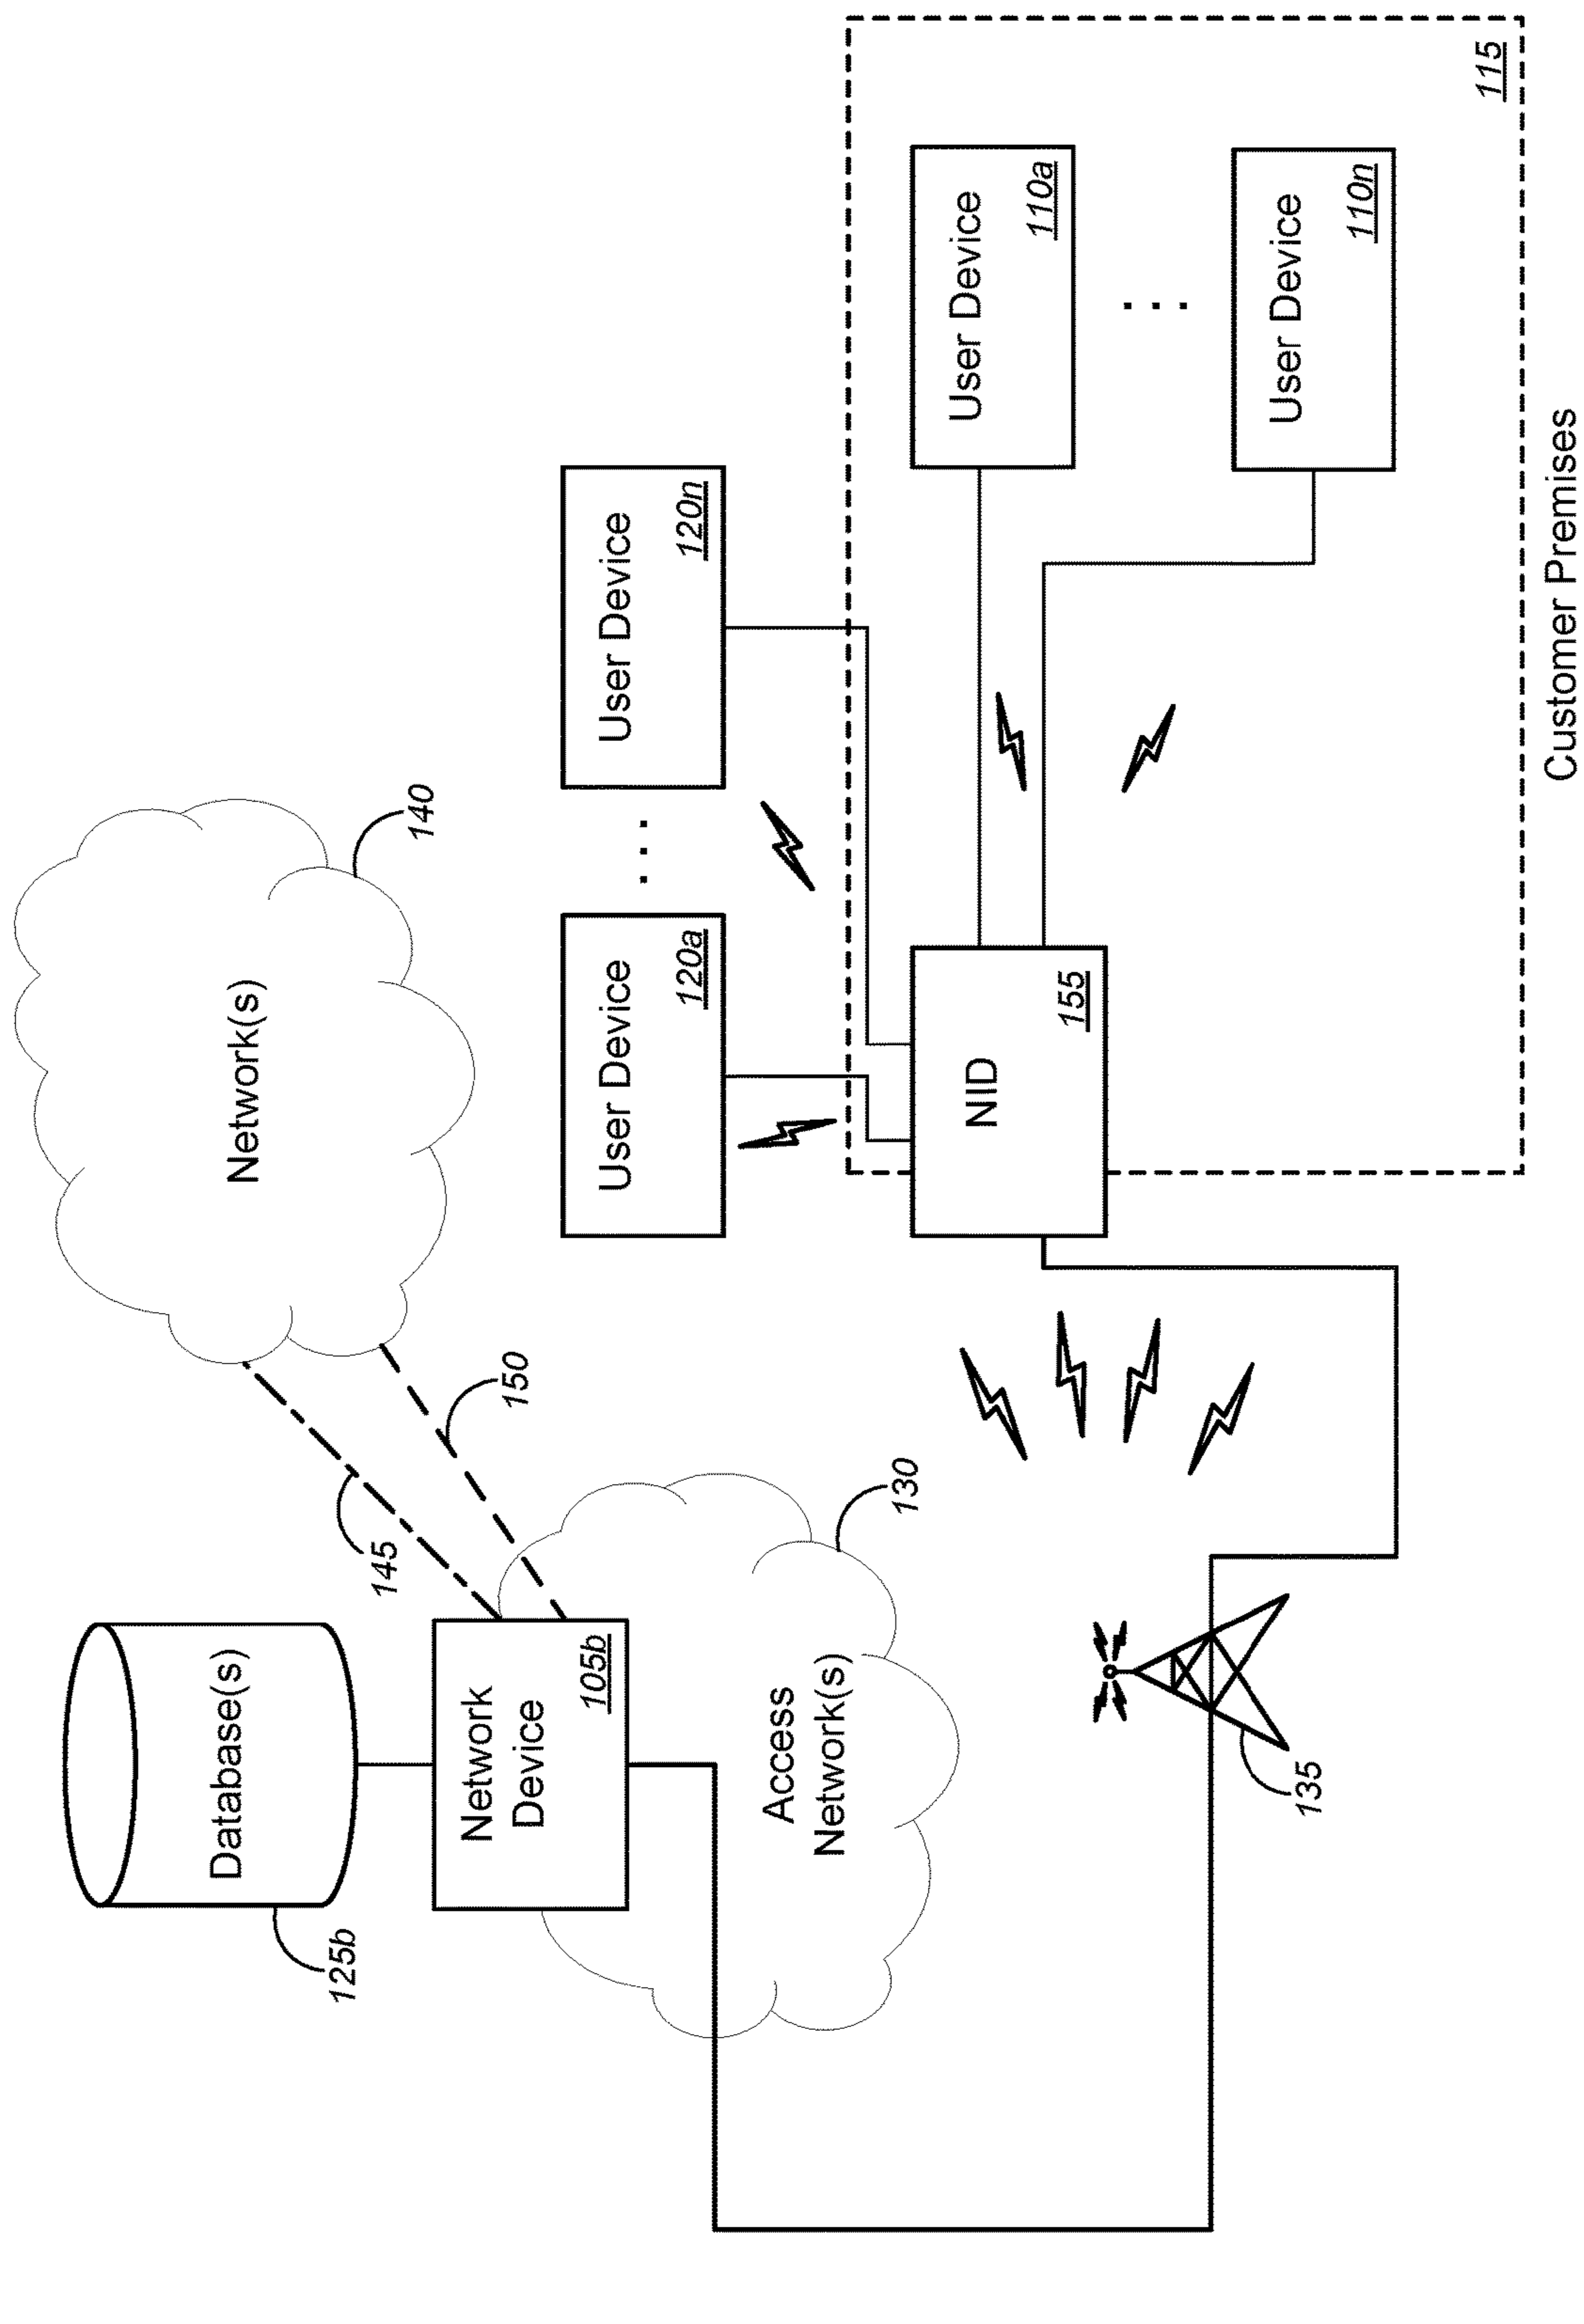 Database(s)
125b
Network
Device
105b
145
150
Network(s)
140
Access
Network(s)
130
135
User Device
120a
. . .
User Device
120n
NID
155
User Device
110a
. . .
User Device
110n
115
Customer Premises